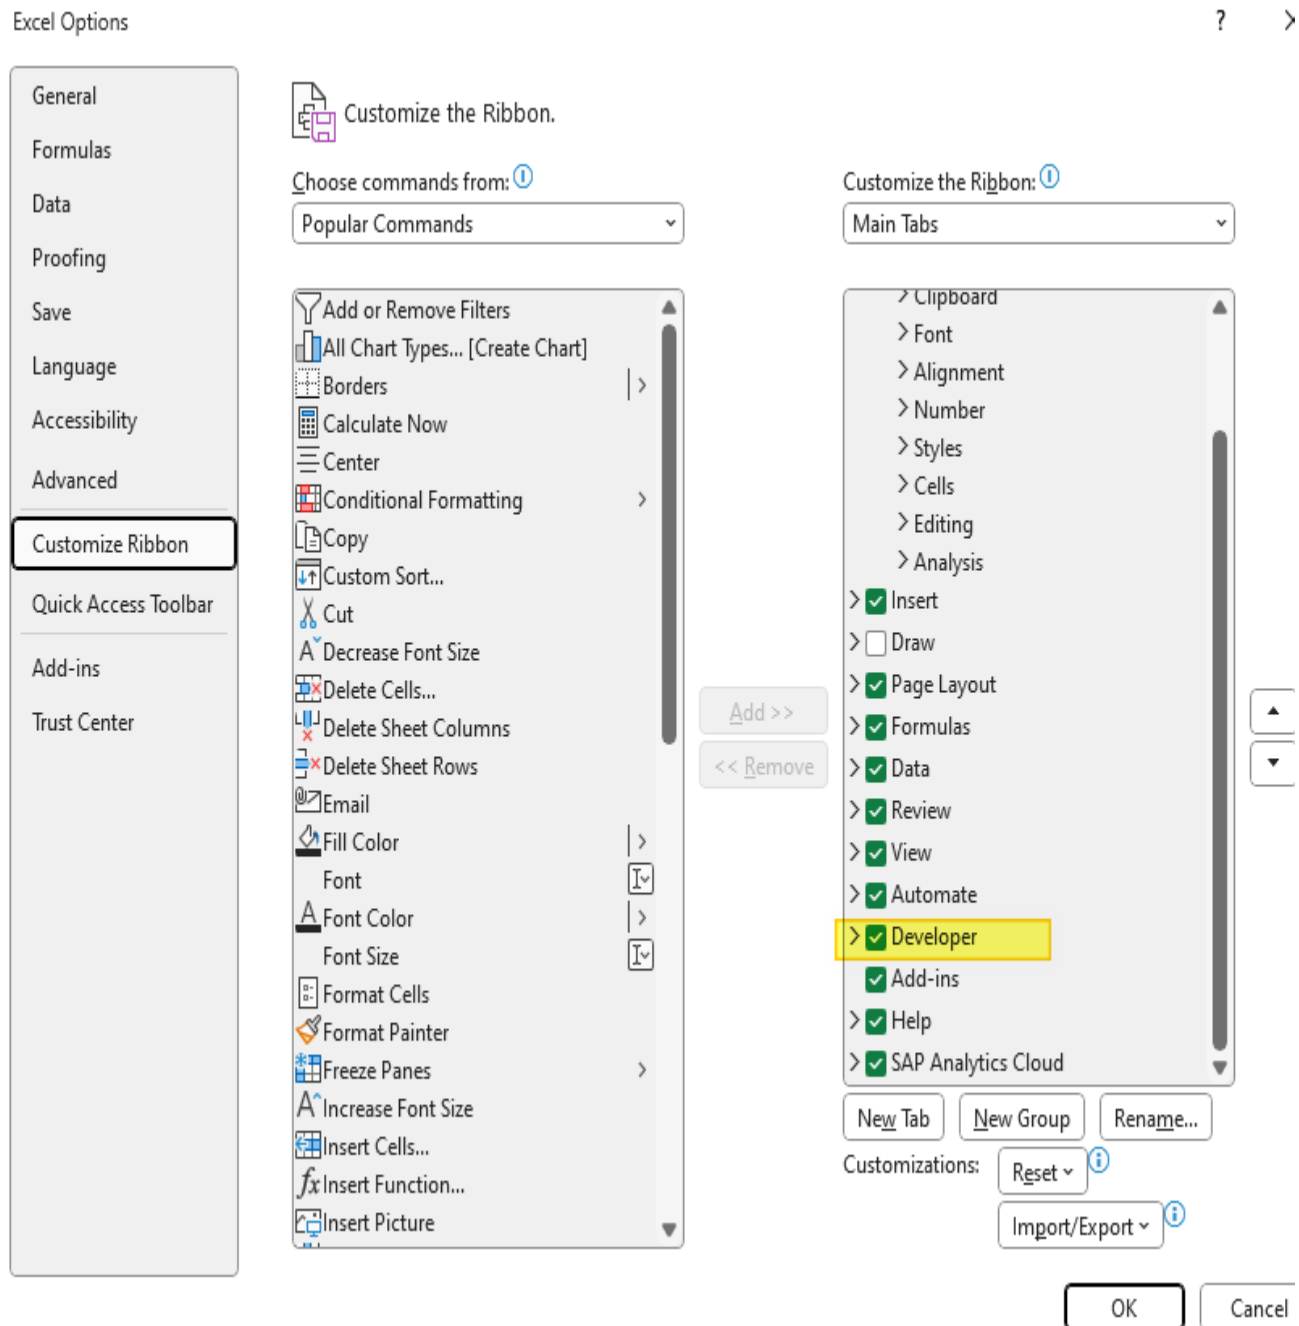 Excel Options
?
General
Formulas
Data
Proofing
Save
Language
Accessibility
Advanced
Customize Ribbon
Quick Access Toolbar
Add-ins
Trust Center
Customize the Ribbon.
Choose commands from:
Popular Commands
Add or Remove Filters
All Chart Types... [Create Chart]
Borders
Calculate Now
Center
Conditional Formatting
Copy
Custom Sort...
Cut
Decrease Font Size
Delete Cells...
Delete Sheet Columns
Delete Sheet Rows
Email
Fill Color
Font
Font Color
Font Size
Format Cells
Format Painter
Freeze Panes
Increase Font Size
Insert Cells...
Insert Function...
Insert Picture
Add >>
<< Remove
Customize the Ribbon:
Main Tabs
Clipboard
Font
Alignment
Number
Styles
Cells
Editing
Analysis
Insert
Draw
Page Layout
Formulas
Data
Review
View
Automate
Developer
Add-ins
Help
SAP Analytics Cloud
New Tab
New Group
Rename...
Customizations:
Reset
Import/Export
OK
Cancel